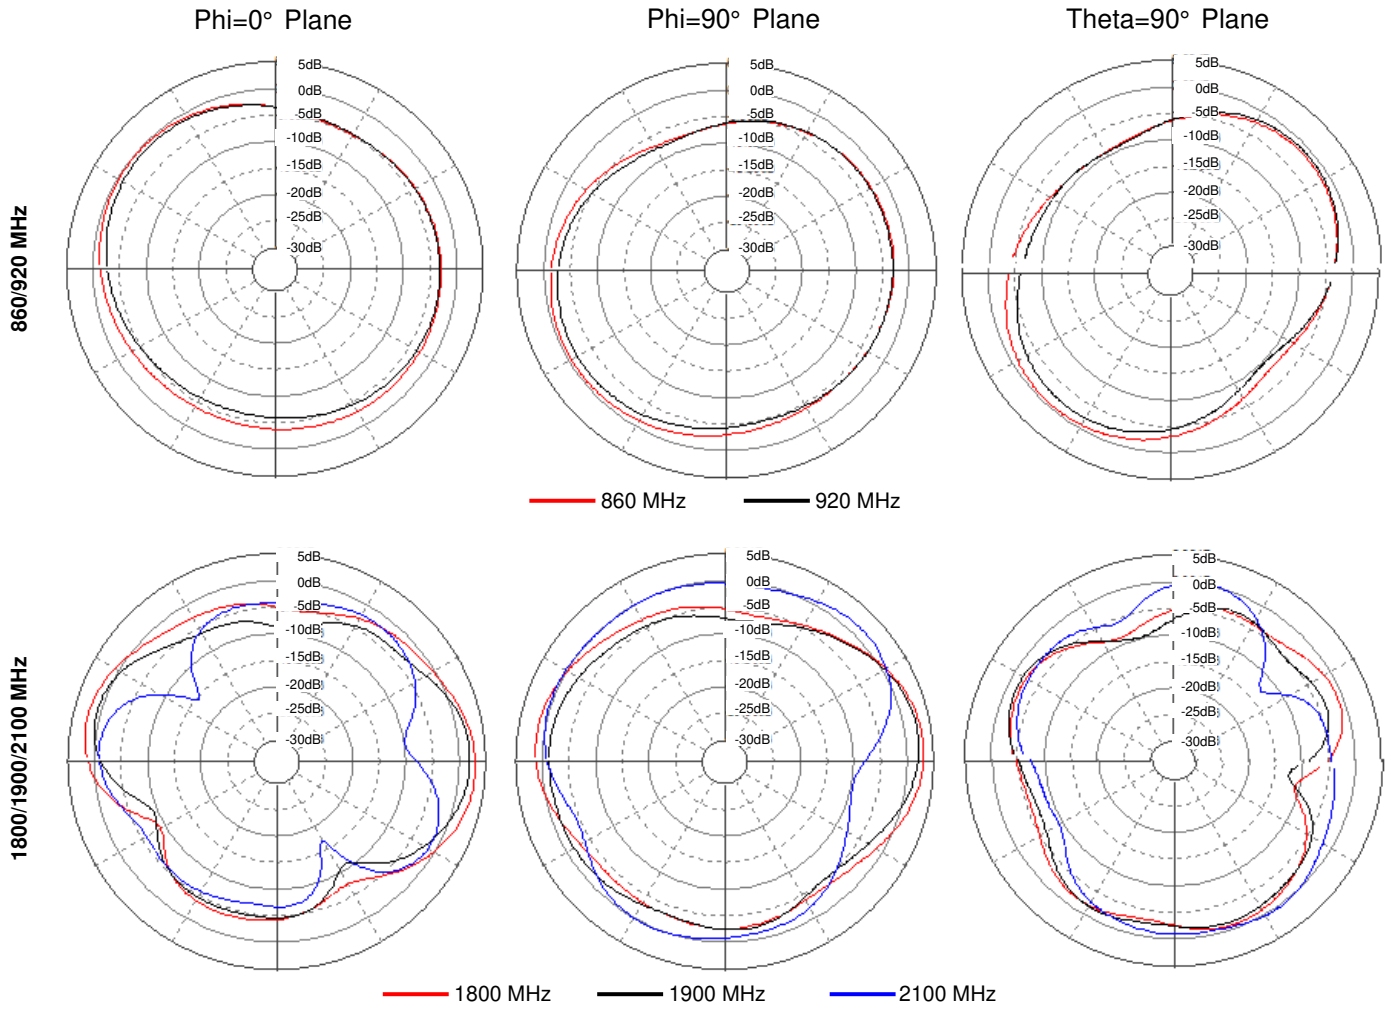 Phi=0° Plane
Phi=90° Plane
Theta=90° Plane
860/920 MHz
5dB
0dB
-5dB
-10dB
-15dB
-20dB
-25dB
-30dB
5dB
0dB
-5dB
-10dB
-15dB
-20dB
-25dB
-30dB
5dB
0dB
-5dB
-10dB
-15dB
-20dB
-25dB
-30dB
860 MHz
920 MHz
1800/1900/2100 MHz
5dB
0dB
-5dB
-10dB
-15dB
-20dB
-25dB
-30dB
5dB
0dB
-5dB
-10dB
-15dB
-20dB
-25dB
-30dB
5dB
0dB
-5dB
-10dB
-15dB
-20dB
-25dB
-30dB
1800 MHz
1900 MHz
2100 MHz